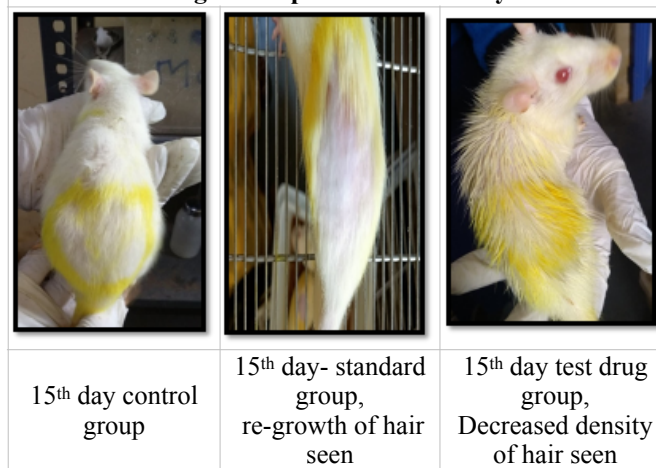 15th day control
group
15th day- standard
group,
re-growth of hair
seen
15th day test drug
group,
Decreased density
of hair seen